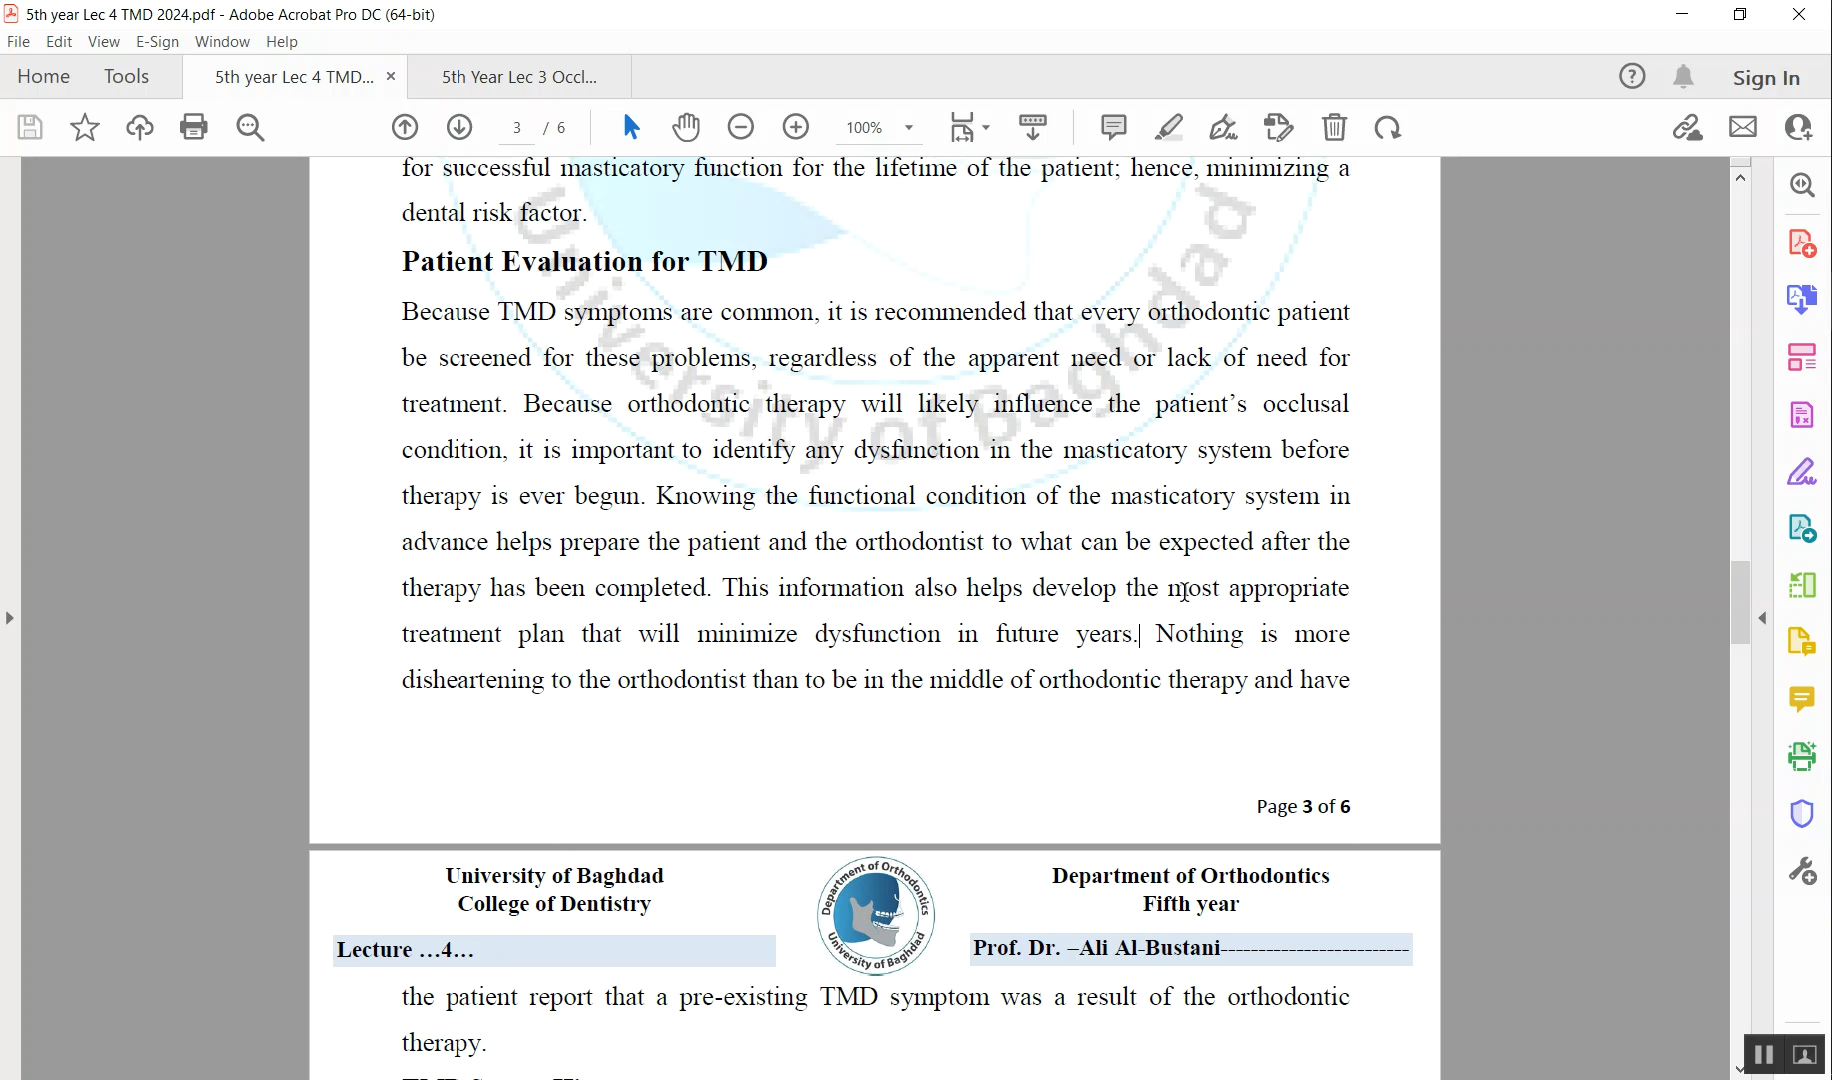 5th year Lec 4 TMD 2024.pdf - Adobe Acrobat Pro DC (64-bit)
File Edit View E-Sign Window Help
Home Tools 5th year Lec 4 TMD... × 5th Year Lec 3 Occl... Sign In
3 / 6 100%
for successful masticatory function for the lifetime of the patient; hence, minimizing a
dental risk factor.
Patient Evaluation for TMD
Because TMD symptoms are common, it is recommended that every orthodontic patient
be screened for these problems, regardless of the apparent need or lack of need for
treatment. Because orthodontic therapy will likely influence the patient's occlusal
condition, it is important to identify any dysfunction in the masticatory system before
therapy is ever begun. Knowing the functional condition of the masticatory system in
advance helps prepare the patient and the orthodontist to what can be expected after the
therapy has been completed. This information also helps develop the most appropriate
treatment plan that will minimize dysfunction in future years. Nothing is more
disheartening to the orthodontist than to be in the middle of orthodontic therapy and have
University of Baghdad
Page 3 of 6
University of Baghdad
College of Dentistry
Lecture ...4...
Department of Orthodontics
University of Baghdad
Department of Orthodontics
Fifth year
Prof. Dr. –Ali Al-Bustani------------------------
the patient report that a pre-existing TMD symptom was a result of the orthodontic
therapy.